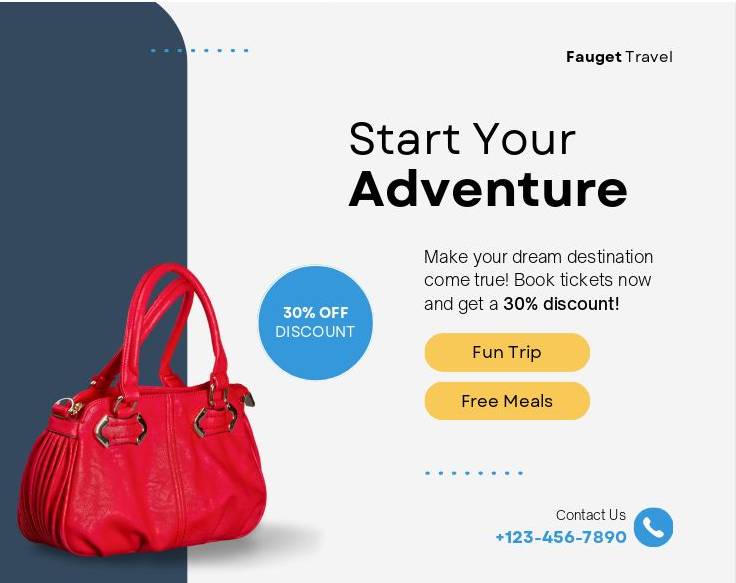 Fauget Travel
Start Your
Adventure
Make your dream destination
come true! Book tickets now
and get a 30% discount!
30% OFF
DISCOUNT
Fun Trip
Free Meals
Contact Us
+123-456-7890